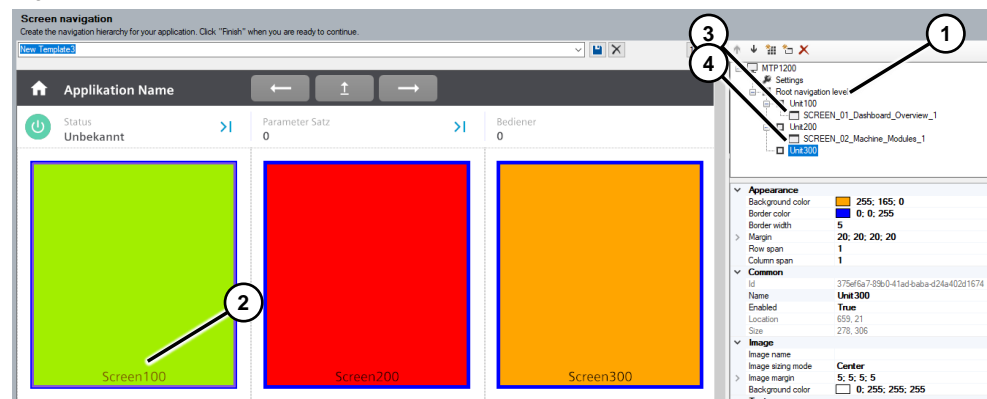 Screen navigation
Create the navigation hierarchy for your application. Click "Finish" when you are ready to continue.
New Template3
Applikation Name
Status
Unbekannt
Parameter Satz
0
Bediener
0
Screen100
Screen200
Screen300
1
2
3
4
MTP1200
Settings
Root navigation level
Unit100
SCREEN_01_Dashboard_Overview_1
Unit200
SCREEN_02_Machine_Modules_1
Unit300
Appearance
Background color 255; 165; 0
Border color 0; 0; 255
Border width 5
Margin 20; 20; 20; 20
Row span 1
Column span 1
Common
Id 375ef6a7-89b0-41ad-baba-d24a402d1674
Name Unit300
Enabled True
Location 659, 21
Size 278, 306
Image
Image name
Image sizing mode Center
Image margin 5; 5; 5; 5
Background color 0; 255; 255; 255